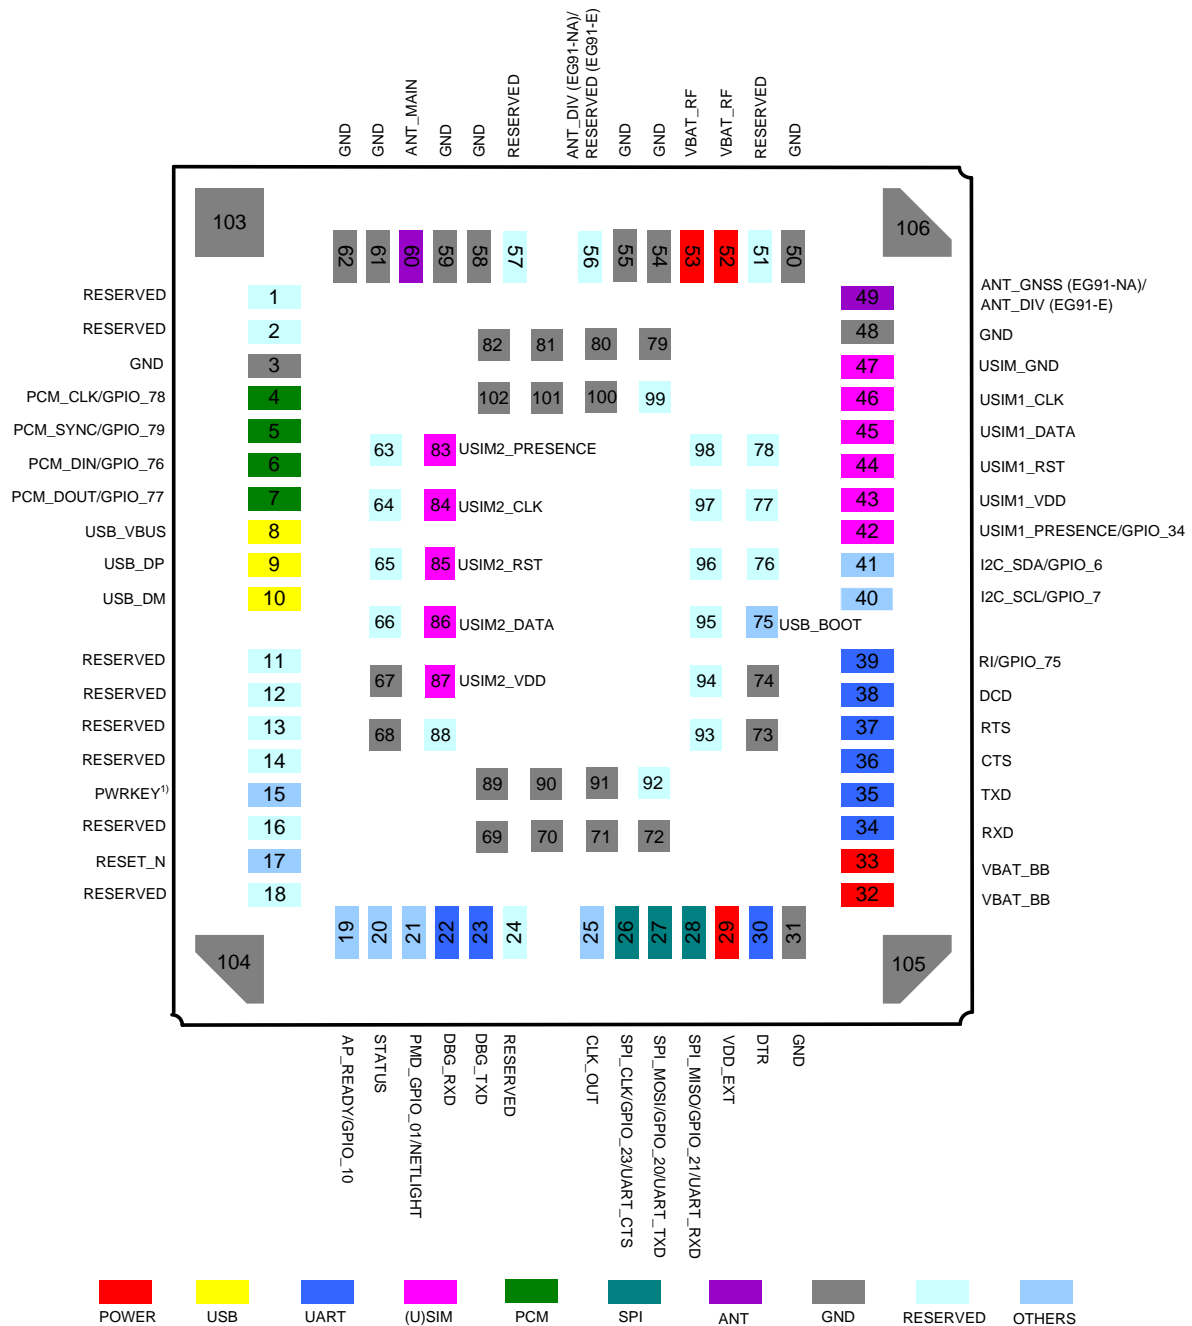 GND
GND
ANT_MAIN
GND
GND
RESERVED
ANT_DIV (EG91-NA)/
RESERVED (EG91-E)
GND
GND
VBAT_RF
VBAT_RF
RESERVED
GND
103
106
62
61
60
59
58
57
56
55
54
53
52
51
50
RESERVED
1
RESERVED
2
GND
3
PCM_CLK/GPIO_78
4
PCM_SYNC/GPIO_79
5
PCM_DIN/GPIO_76
6
PCM_DOUT/GPIO_77
7
USB_VBUS
8
USB_DP
9
USB_DM
10
RESERVED
11
RESERVED
12
RESERVED
13
RESERVED
14
PWRKEY1)
15
RESERVED
16
RESET_N
17
RESERVED
18
82
81
80
79
102
101
100
99
63
83
USIM2_PRESENCE
98
78
64
84
USIM2_CLK
97
77
65
85
USIM2_RST
96
76
66
86
USIM2_DATA
95
75
USB_BOOT
67
87
USIM2_VDD
94
74
68
88
93
73
89
90
91
92
69
70
71
72
49
ANT_GNSS (EG91-NA)/
ANT_DIV (EG91-E)
48
GND
47
USIM_GND
46
USIM1_CLK
45
USIM1_DATA
44
USIM1_RST
43
USIM1_VDD
42
USIM1_PRESENCE/GPIO_34
41
I2C_SDA/GPIO_6
40
I2C_SCL/GPIO_7
39
RI/GPIO_75
38
DCD
37
RTS
36
CTS
35
TXD
34
RXD
33
VBAT_BB
32
VBAT_BB
104
105
19
20
21
22
23
24
25
26
27
28
29
30
31
AP_READY/GPIO_10
STATUS
PMD_GPIO_01/NETLIGHT
DBG_RXD
DBG_TXD
RESERVED
CLK_OUT
SPI_CLK/GPIO_23/UART_CTS
SPI_MOSI/GPIO_20/UART_TXD
SPI_MISO/GPIO_21/UART_RXD
VDD_EXT
DTR
GND
POWER
USB
UART
(U)SIM
PCM
SPI
ANT
GND
RESERVED
OTHERS